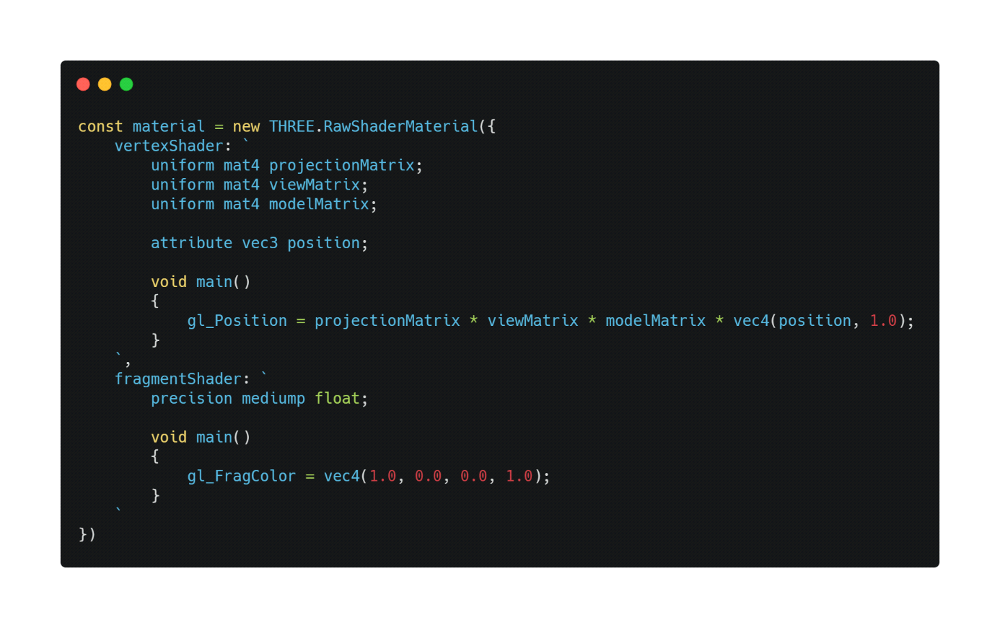 const material = new THREE.RawShaderMaterial({
    vertexShader: `
        uniform mat4 projectionMatrix;
        uniform mat4 viewMatrix;
        uniform mat4 modelMatrix;

        attribute vec3 position;

        void main()
        {
            gl_Position = projectionMatrix * viewMatrix * modelMatrix * vec4(position, 1.0);
        }
    `,
    fragmentShader: `
        precision mediump float;

        void main()
        {
            gl_FragColor = vec4(1.0, 0.0, 0.0, 1.0);
        }
    `
})